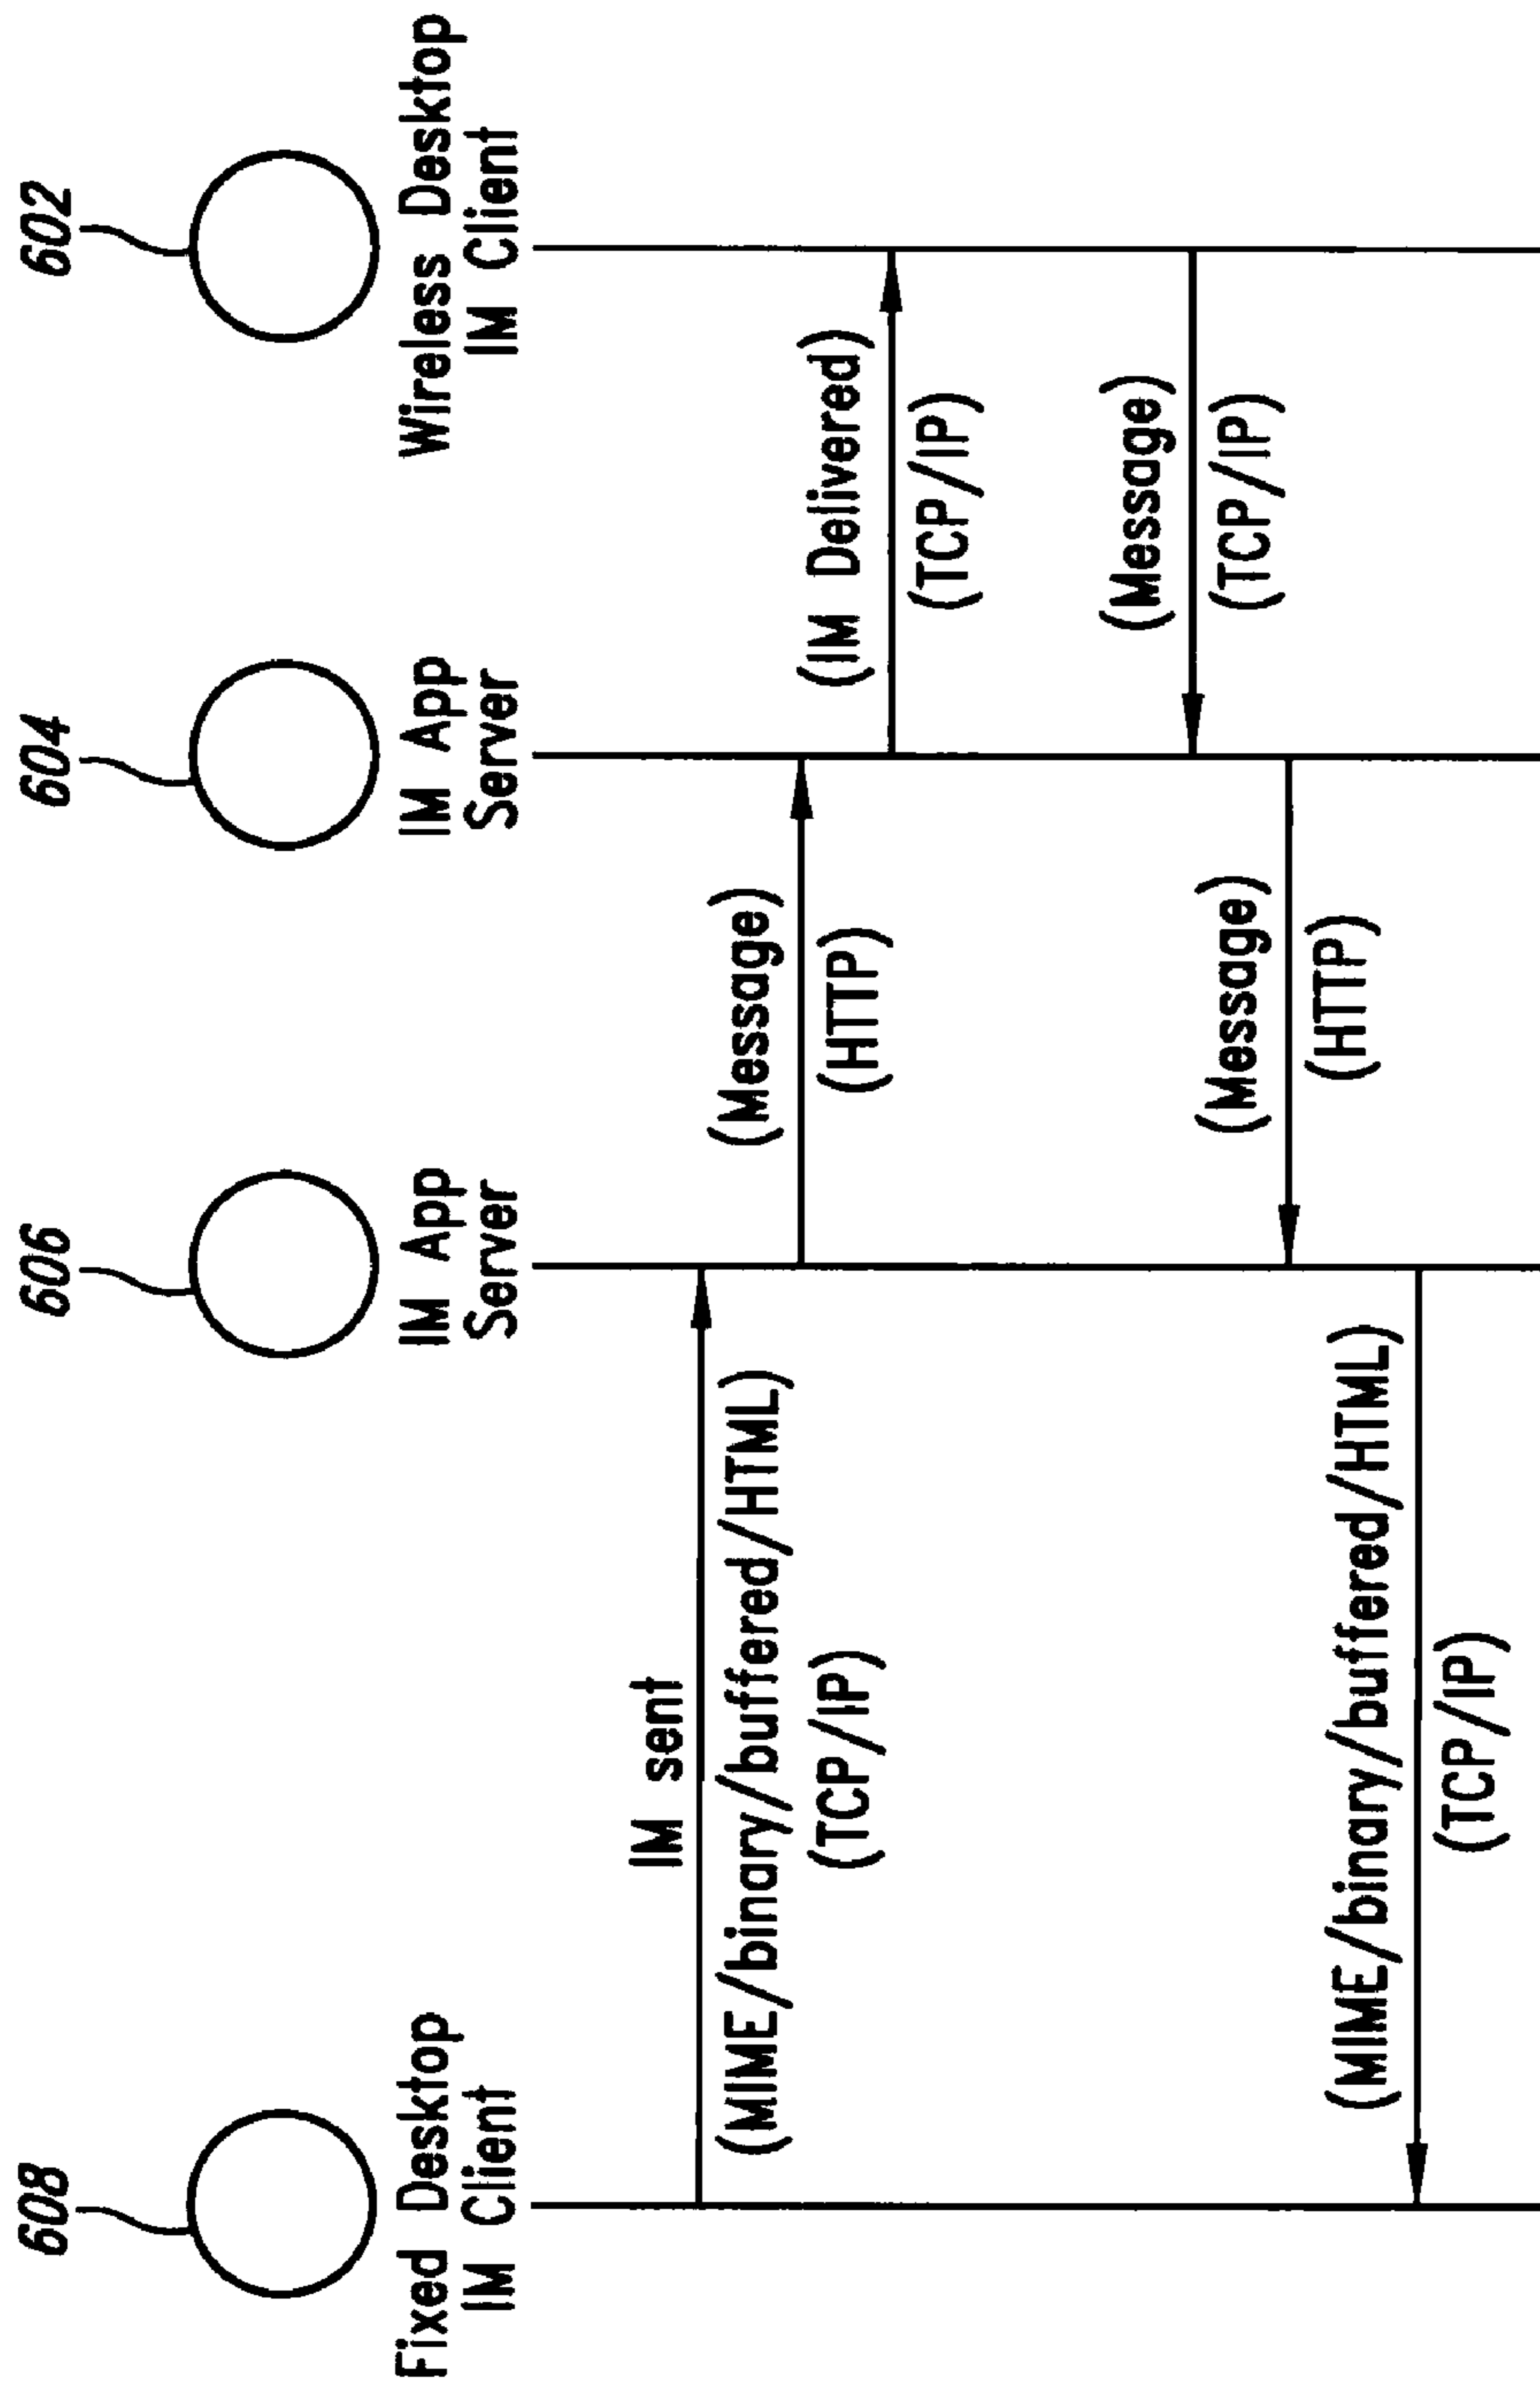 608
606
604
602
Fixed Desktop
IM Client
IM App
Server
IM App
Server
Wireless Desktop
IM Client
IM sent
(MIME/binary/buffered/HTML)
(TCP/IP)
(Message)
(HTTP)
(IM Delivered)
(TCP/IP)
(Message)
(TCP/IP)
(Message)
(HTTP)
(MIME/binary/buffered/HTML)
(TCP/IP)